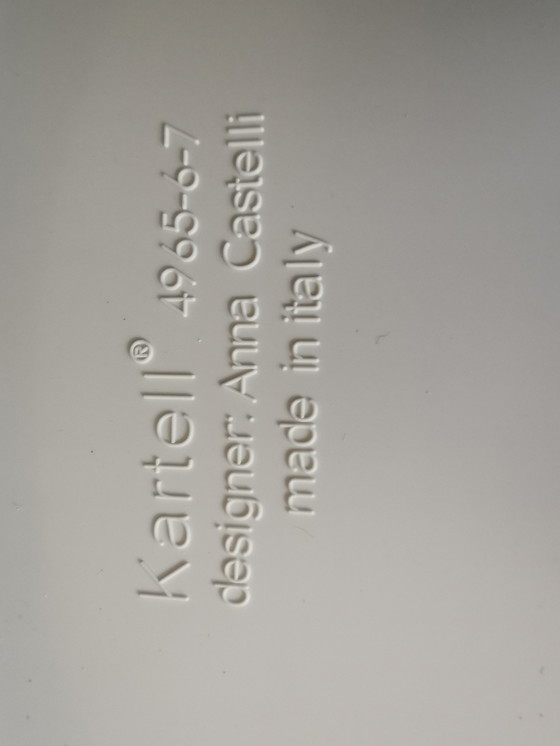 Kartell® 4965-6-7
designer: Anna Castelli
made in italy